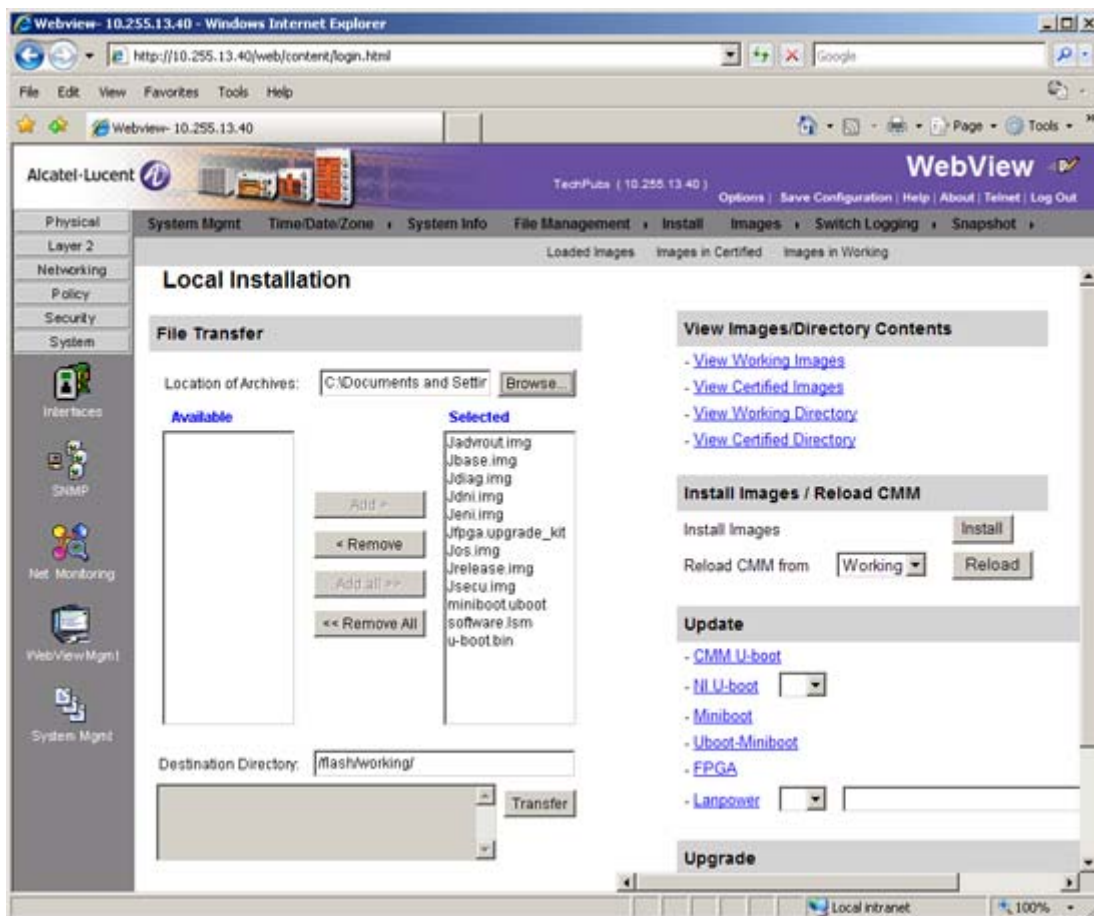 Webview- 10.255.13.40 - Windows Internet Explorer
http://10.255.13.40/web/content/login.html
Google
File Edit View Favorites Tools Help
Webview- 10.255.13.40
Page Tools
Alcatel-Lucent
TechPubs ( 10.255.13.40 )
WebView
Options | Save Configuration | Help | About | Telnet | Log Out
Physical
Layer 2
Networking
Policy
Security
System
Interfaces
SNMP
Net Monitoring
WebViewMgmt
System Mgmt
System Mgmt Time/Date/Zone System Info File Management Install Images Switch Logging Snapshot
Loaded Images Images in Certified Images in Working
Local Installation
File Transfer
Location of Archives: C:\Documents and Settir Browse...
Available Selected
Jadvrout.img
Jbase.img
Jdiag.img
Jdni.img
Jeni.img
Jfpga.upgrade_kit
Jos.img
Jrelease.img
Jsecu.img
miniboot.uboot
software.lsm
u-boot.bin
Add >
< Remove
Add all >>
<< Remove All
Destination Directory: /flash/working/
Transfer
View Images/Directory Contents
- View Working Images
- View Certified Images
- View Working Directory
- View Certified Directory
Install Images / Reload CMM
Install Images Install
Reload CMM from Working Reload
Update
- CMM U-boot
- NI U-boot
- Miniboot
- Uboot-Miniboot
- FPGA
- Lanpower
Upgrade
Local intranet 100%